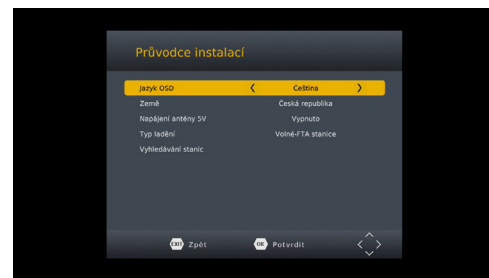 Průvodce instalací
Jazyk OSD Čeština
Země Česká republika
Napájení antény 5V Vypnuto
Typ ladění Volné-FTA stanice
Vyhledávání stanic
EXIT Zpět OK Potvrdit